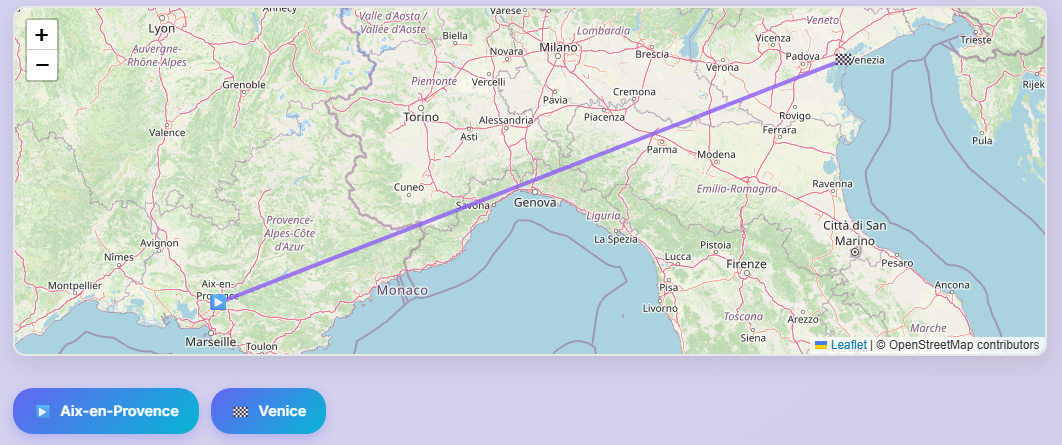 +
−
Lyon
Annecy
Valle d'Aosta /
Vallée d'Aoste
Varese
Biella
Novara
Milano
Lombardia
Brescia
Veneto
Vicenza
Verona
Padova
Venezia
Trieste
Rijek
Auvergne-
Rhône-Alpes
Grenoble
Piemonte
Vercelli
Pavia
Cremona
Piacenza
Rovigo
Ferrara
Pula
Valence
Torino
Asti
Alessandria
Parma
Modena
Emilia-Romagna
Ravenna
Cuneo
Savona
Genova
Liguria
La Spezia
Provence-
Alpes-Côte
d'Azur
Avignon
Nîmes
Montpellier
Aix-en-
Provence
Marseille
Toulon
Monaco
Lucca
Pistoia
Firenze
Pisa
Livorno
Toscana
Arezzo
Siena
Città di San
Marino
Pesaro
Ancona
Marche
Leaflet | © OpenStreetMap contributors
Aix-en-Provence
Venice